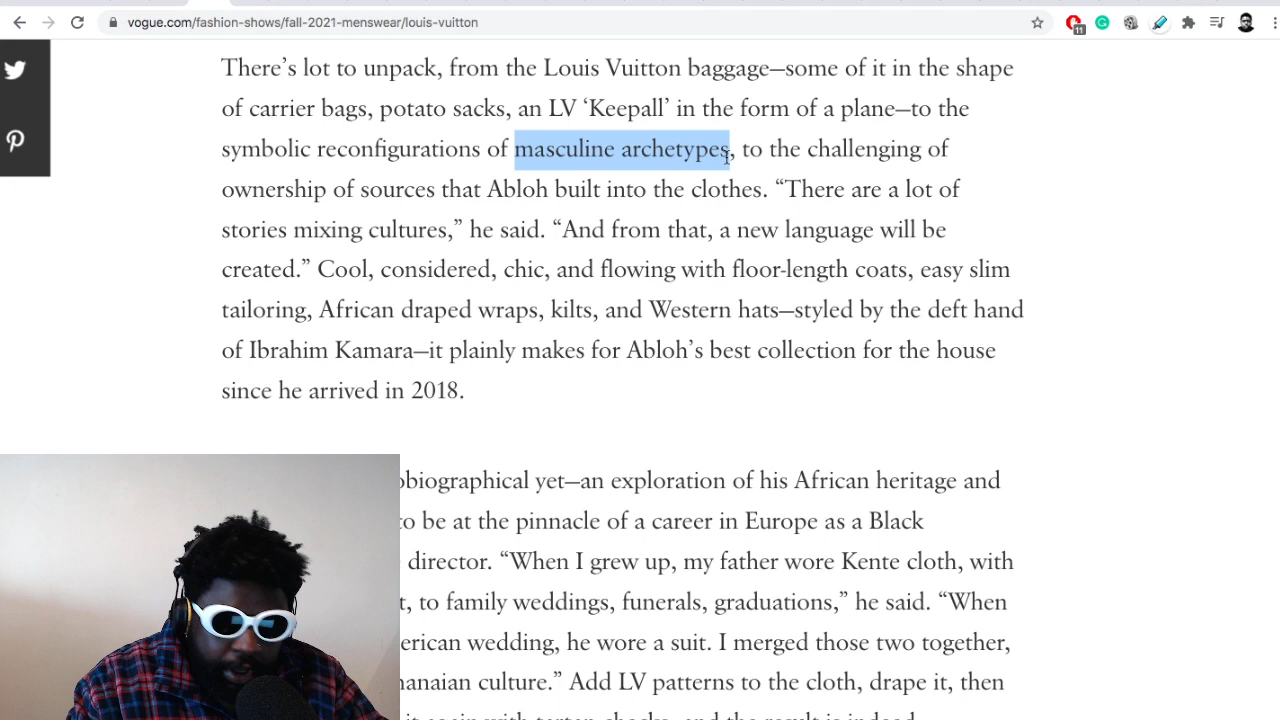 vogue.com/fashion-shows/fall-2021-menswear/louis-vuitton
11
There’s lot to unpack, from the Louis Vuitton baggage—some of it in the shape
of carrier bags, potato sacks, an LV ‘Keepall’ in the form of a plane—to the
symbolic reconfigurations of masculine archetypes, to the challenging of
ownership of sources that Abloh built into the clothes. “There are a lot of
stories mixing cultures,” he said. “And from that, a new language will be
created.” Cool, considered, chic, and flowing with floor-length coats, easy slim
tailoring, African draped wraps, kilts, and Western hats—styled by the deft hand
of Ibrahim Kamara—it plainly makes for Abloh’s best collection for the house
since he arrived in 2018.
obiographical yet—an exploration of his African heritage and
to be at the pinnacle of a career in Europe as a Black
director. “When I grew up, my father wore Kente cloth, with
t, to family weddings, funerals, graduations,” he said. “When
erican wedding, he wore a suit. I merged those two together,
hanaian culture.” Add LV patterns to the cloth, drape it, then